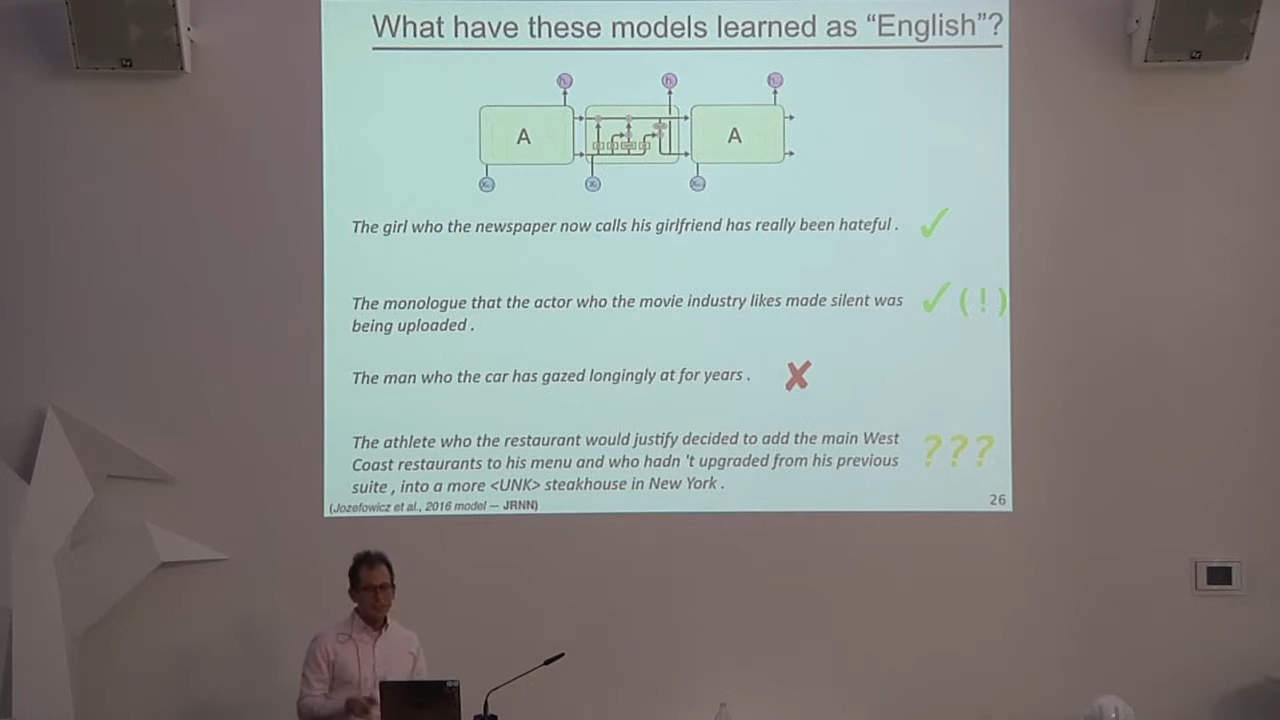 What have these models learned as “English”?
A
A
The girl who the newspaper now calls his girlfriend has really been hateful .
The monologue that the actor who the movie industry likes made silent was
( ! )
being uploaded .
The man who the car has gazed longingly at for years .
The athlete who the restaurant would justify decided to add the main West
Coast restaurants to his menu and who hadn 't upgraded from his previous
???
suite , into a more <UNK> steakhouse in New York .
(Jozefowicz et al., 2016 model — JRNN)
26